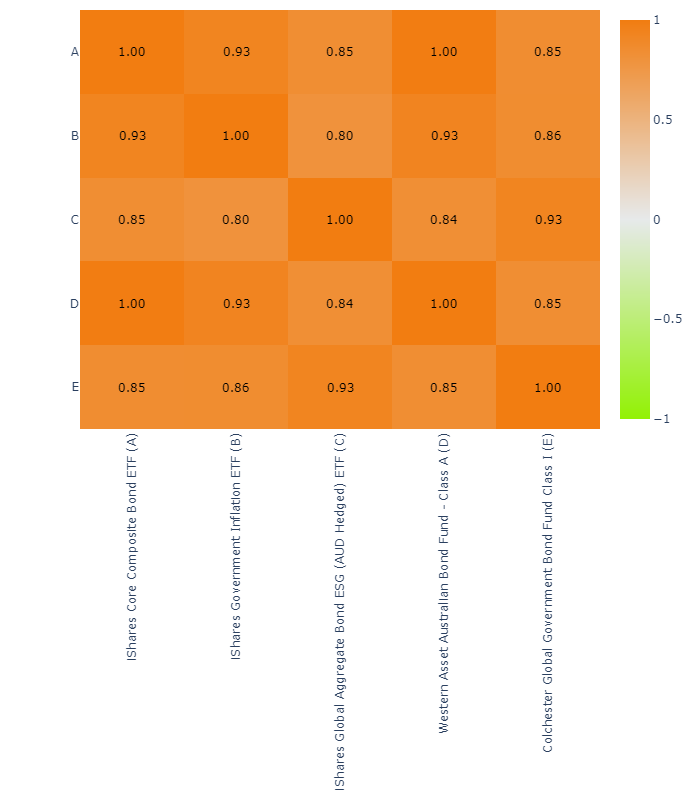 A 1.00 0.93 0.85 1.00 0.85
B 0.93 1.00 0.80 0.93 0.86
C 0.85 0.80 1.00 0.84 0.93
D 1.00 0.93 0.84 1.00 0.85
E 0.85 0.86 0.93 0.85 1.00
IShares Core Composite Bond ETF (A)
IShares Government Inflation ETF (B)
IShares Global Aggregate Bond ESG (AUD Hedged) ETF (C)
Western Asset Australian Bond Fund - Class A (D)
Colchester Global Government Bond Fund Class I (E)
1
0.5
0
−0.5
−1